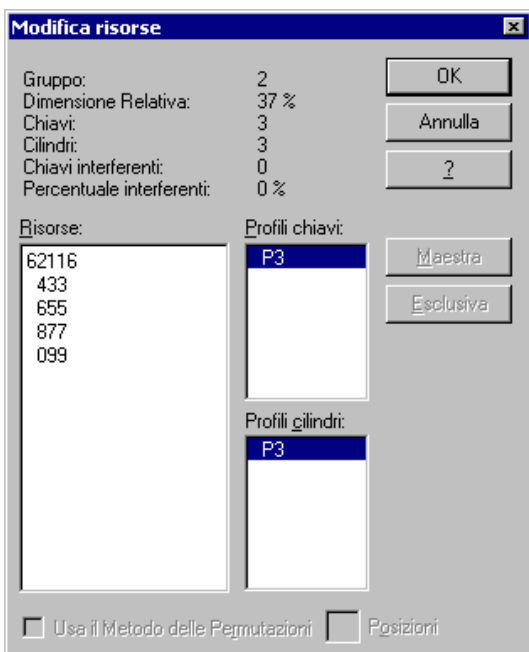 Modifica risorse
Gruppo: 2
Dimensione Relativa: 37 %
Chiavi: 3
Cilindri: 3
Chiavi interferenti: 0
Percentuale interferenti: 0 %
OK
Annulla
?
Risorse:
62116
433
655
877
099
Profili chiavi:
P3
Maestra
Esclusiva
Profili cilindri:
P3
Usa il Metodo delle Permutazioni
Posizioni